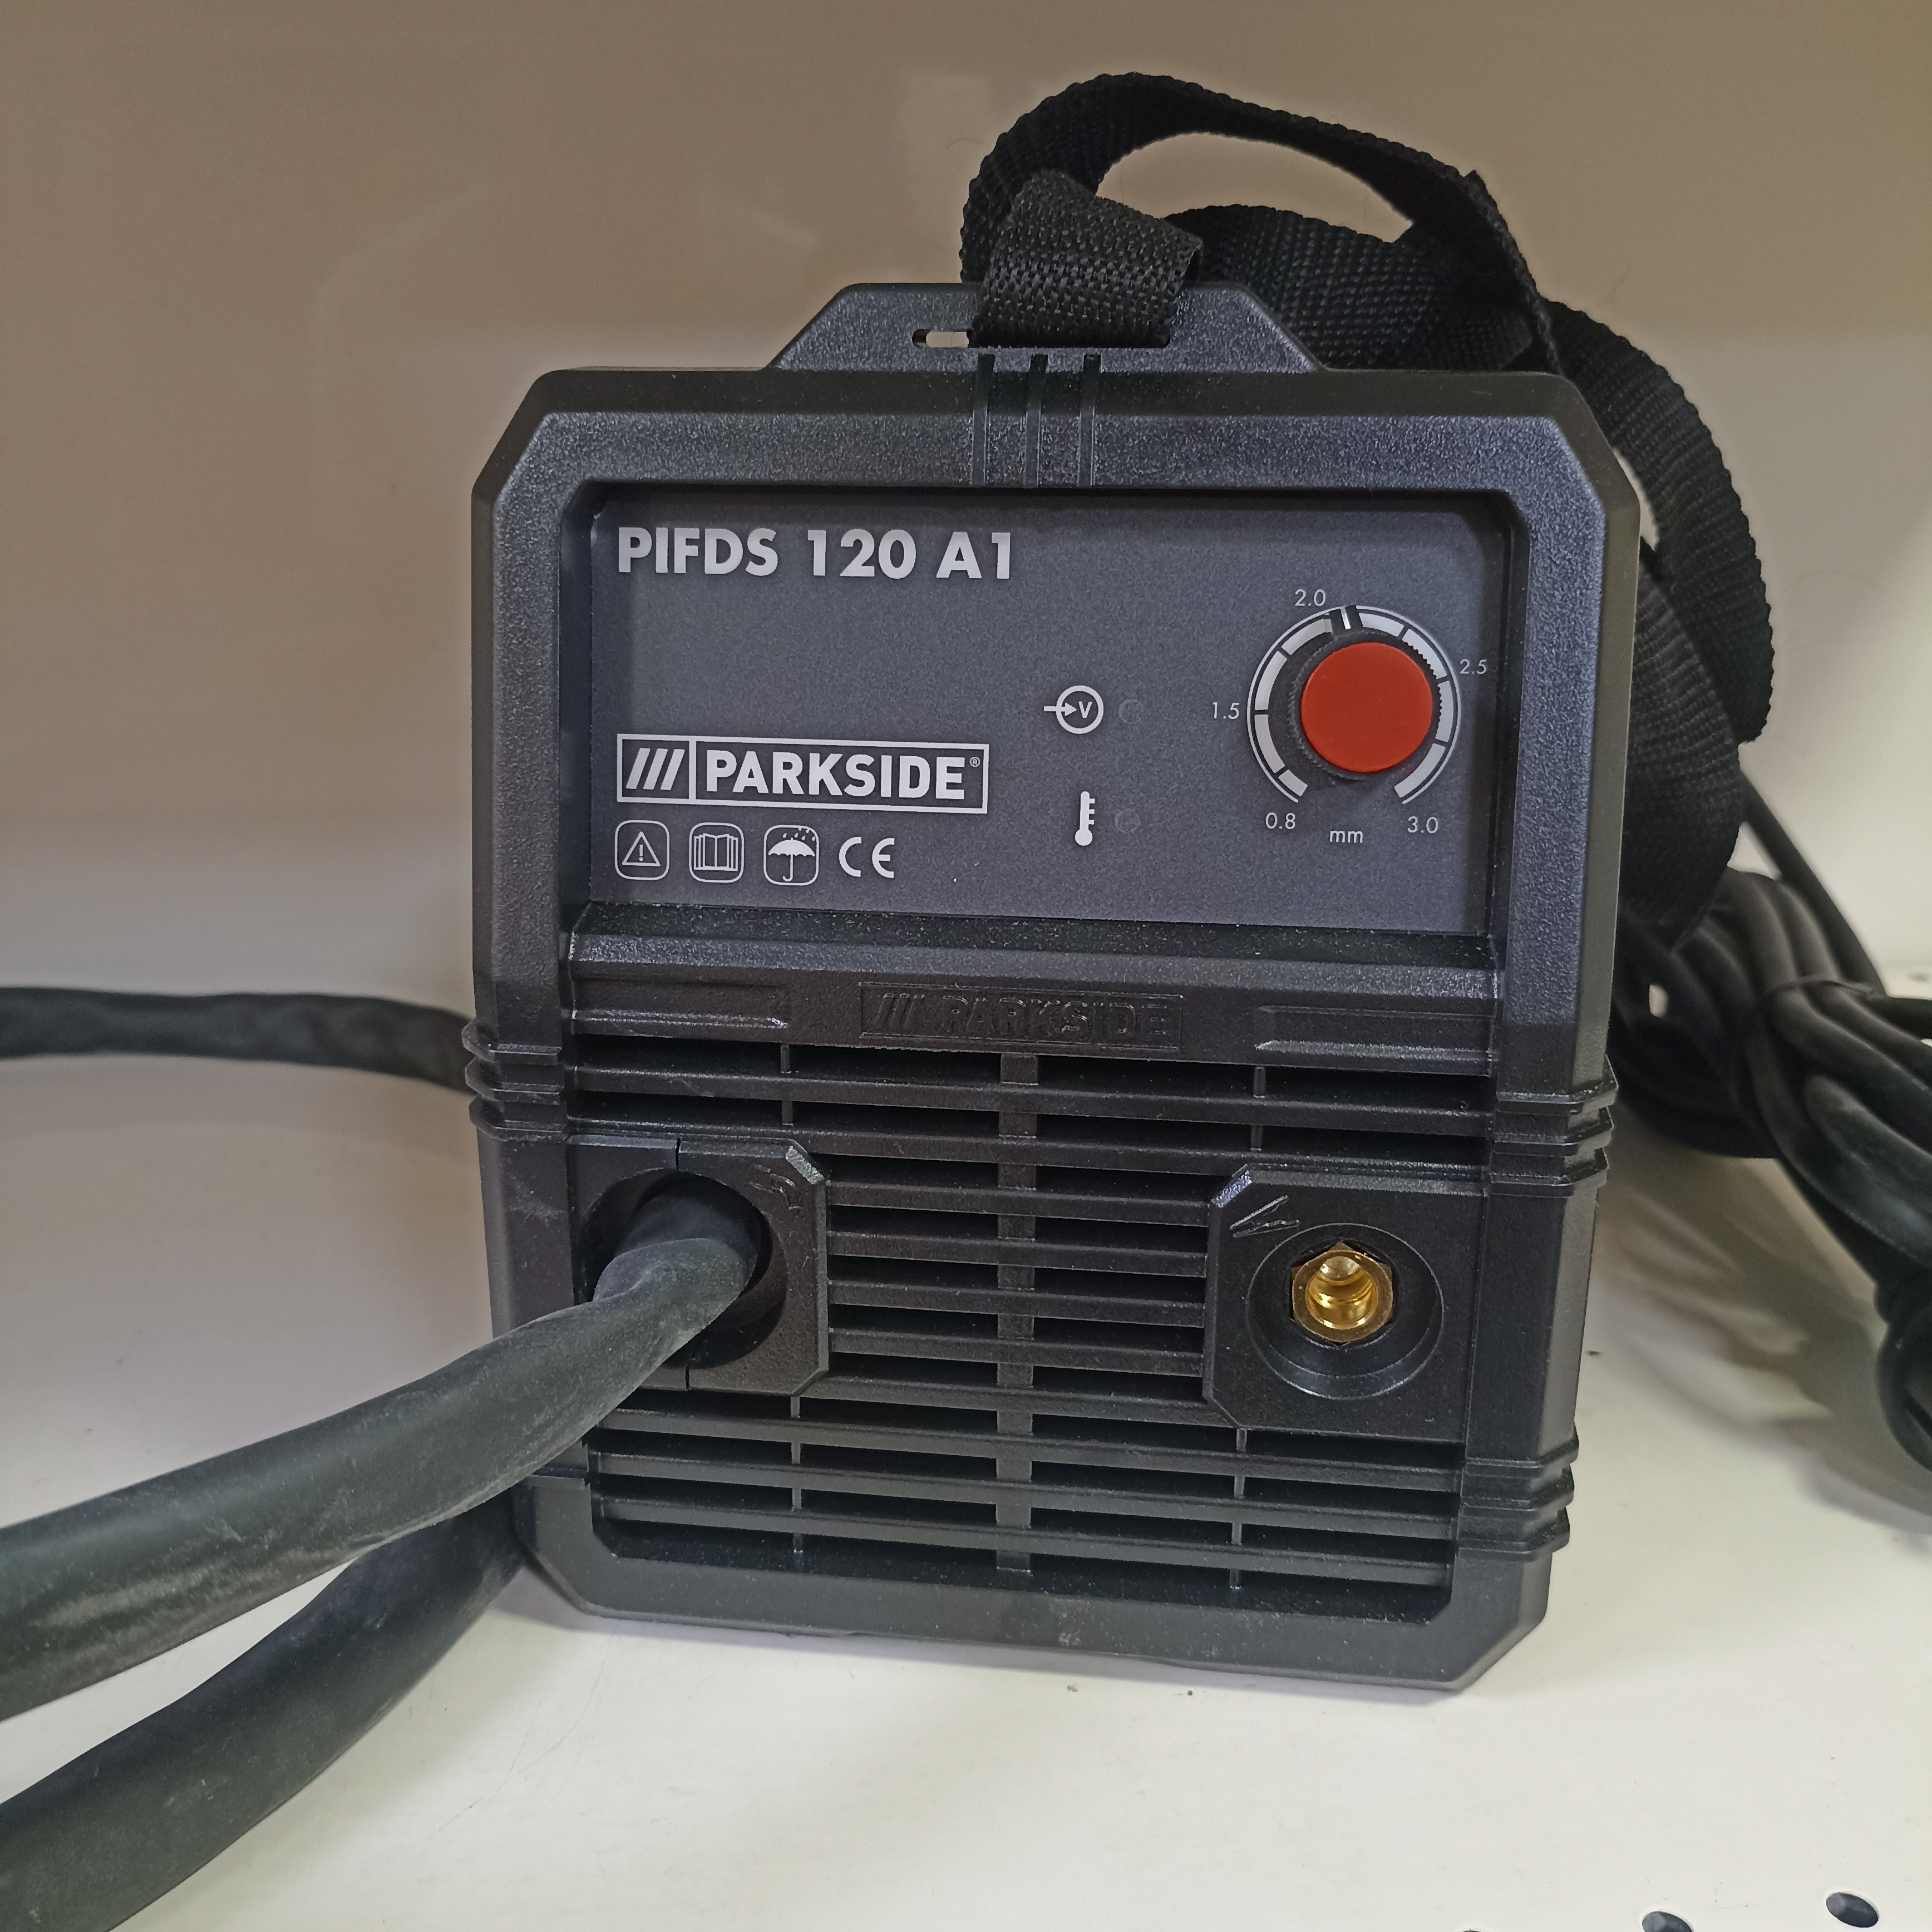 PIFDS 120 A1
2.0
2.5
1.5
V
/// PARKSIDE®
0.8 mm 3.0
CE
/// PARKSIDE